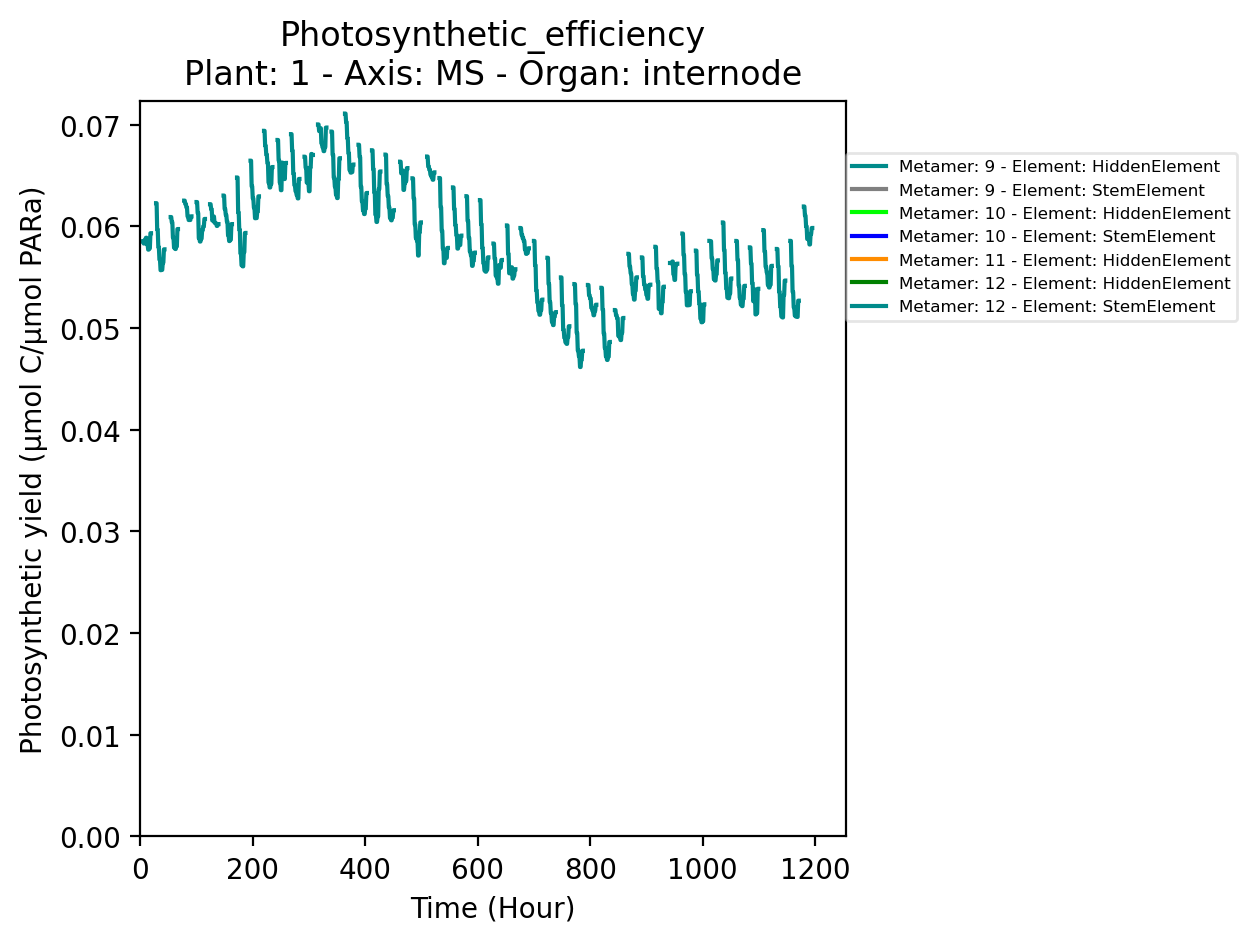 Photosynthetic_efficiency
Plant: 1 - Axis: MS - Organ: internode
Photosynthetic yield (µmol C/µmol PARa)
0.07
0.06
0.05
0.04
0.03
0.02
0.01
0.00
0 200 400 600 800 1000 1200
Time (Hour)
Metamer: 9 - Element: HiddenElement
Metamer: 9 - Element: StemElement
Metamer: 10 - Element: HiddenElement
Metamer: 10 - Element: StemElement
Metamer: 11 - Element: HiddenElement
Metamer: 12 - Element: HiddenElement
Metamer: 12 - Element: StemElement